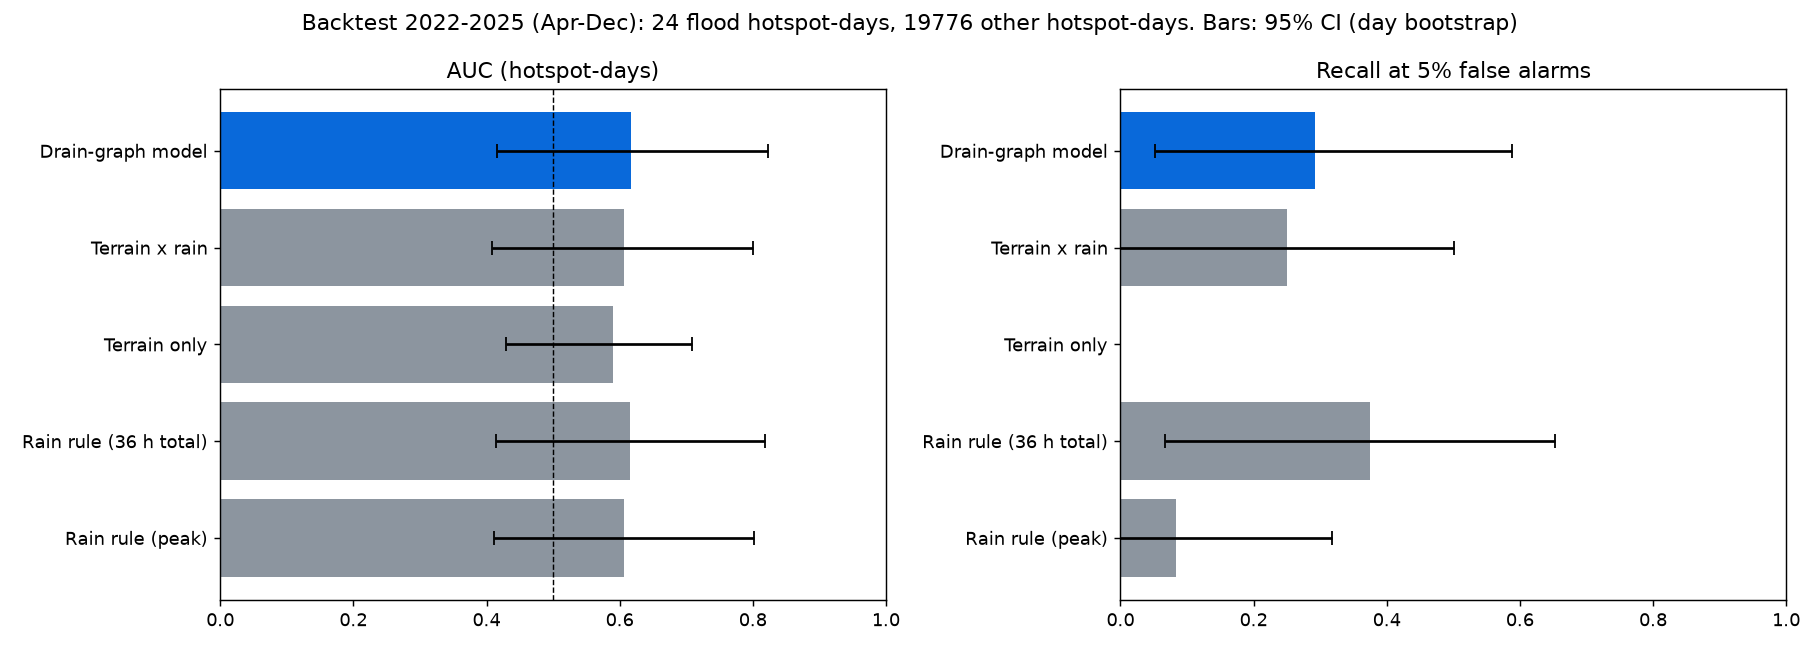 Backtest 2022-2025 (Apr-Dec): 24 flood hotspot-days, 19776 other hotspot-days. Bars: 95% CI (day bootstrap)
AUC (hotspot-days)
Drain-graph model
Terrain x rain
Terrain only
Rain rule (36 h total)
Rain rule (peak)
0.0 0.2 0.4 0.6 0.8 1.0
Recall at 5% false alarms
Drain-graph model
Terrain x rain
Terrain only
Rain rule (36 h total)
Rain rule (peak)
0.0 0.2 0.4 0.6 0.8 1.0